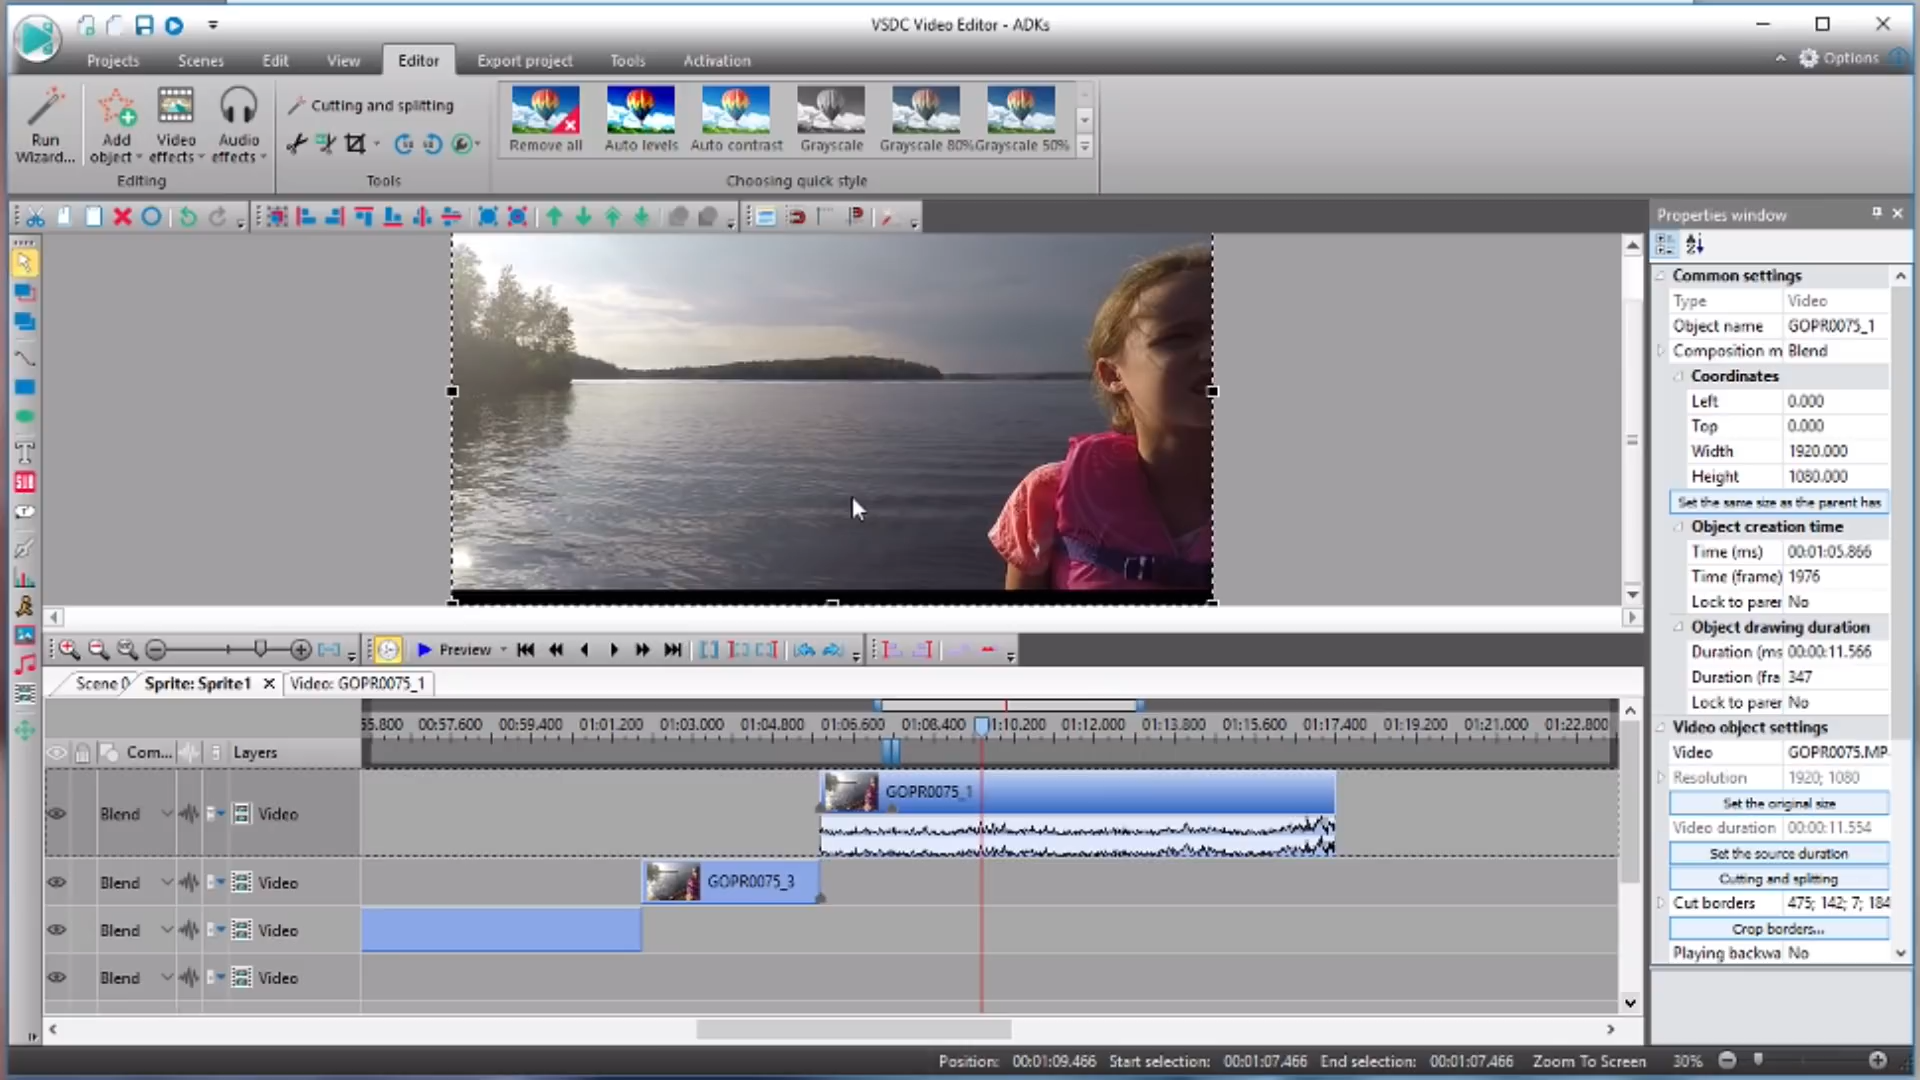 VSDC Video Editor - ADKs
Projects Scenes Edit View Editor Export project Tools Activation
Options
Run Wizard...
Add object
Video effects
Audio effects
Editing
Cutting and splitting
Tools
Remove all Auto levels Auto contrast Grayscale Grayscale 80% Grayscale 50%
Choosing quick style
Properties window
Common settings
Type Video
Object name GOPR0075_1
Composition m Blend
Coordinates
Left 0.000
Top 0.000
Width 1920.000
Height 1080.000
Set the same size as the parent has
Object creation time
Time (ms) 00:01:05.866
Time (frame) 1976
Lock to parer No
Object drawing duration
Duration (ms 00:00:11.566
Duration (fra 347
Lock to parer No
Video object settings
Video GOPR0075.MP
Resolution 1920; 1080
Set the original size
Video duration 00:00:11.554
Set the source duration
Cutting and splitting
Cut borders 475; 142; 7; 184
Crop borders...
Playing backwa No
Preview
Scene 0 Sprite: Sprite1 Video: GOPR0075_1
55.800 00:57.600 00:59.400 01:01.200 01:03.000 01:04.800 01:06.600 01:08.400 01:10.200 01:12.000 01:13.800 01:15.600 01:17.400 01:19.200 01:21.000 01:22.800
Com... Layers
Blend Video GOPR0075_1
Blend Video GOPR0075_3
Blend Video
Blend Video
Position: 00:01:09.466 Start selection: 00:01:07.466 End selection: 00:01:07.466 Zoom To Screen 30%